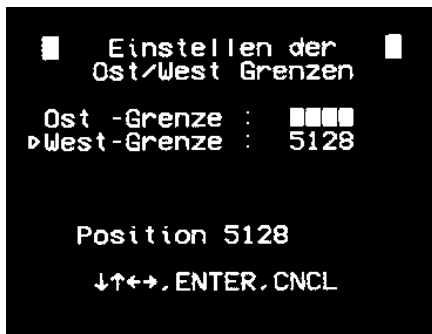 Einstellen der
Ost/West Grenzen
Ost -Grenze :
▹West-Grenze : 5128
Position 5128
↓↑←→,ENTER,CNCL